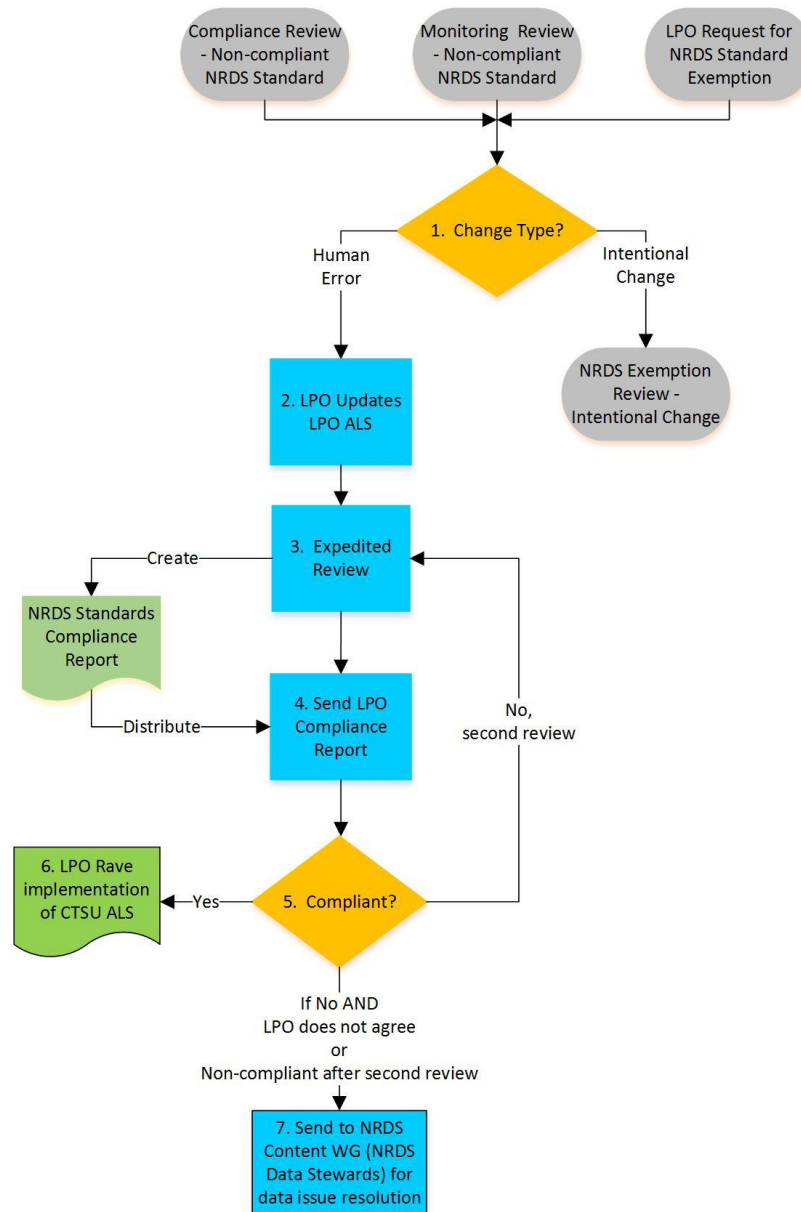 Compliance Review
- Non-compliant
NRDS Standard
Monitoring Review
- Non-compliant
NRDS Standard
LPO Request for
NRDS Standard
Exemption
1. Change Type?
Human
Error
Intentional
Change
NRDS Exemption
Review -
Intentional Change
2. LPO Updates
LPO ALS
3. Expedited
Review
Create
NRDS Standards
Compliance
Report
Distribute
4. Send LPO
Compliance
Report
No,
second review
5. Compliant?
Yes
6. LPO Rave
implementation
of CTSU ALS
If No AND
LPO does not agree
or
Non-compliant after second review
7. Send to NRDS
Content WG (NRDS
Data Stewards) for
data issue resolution